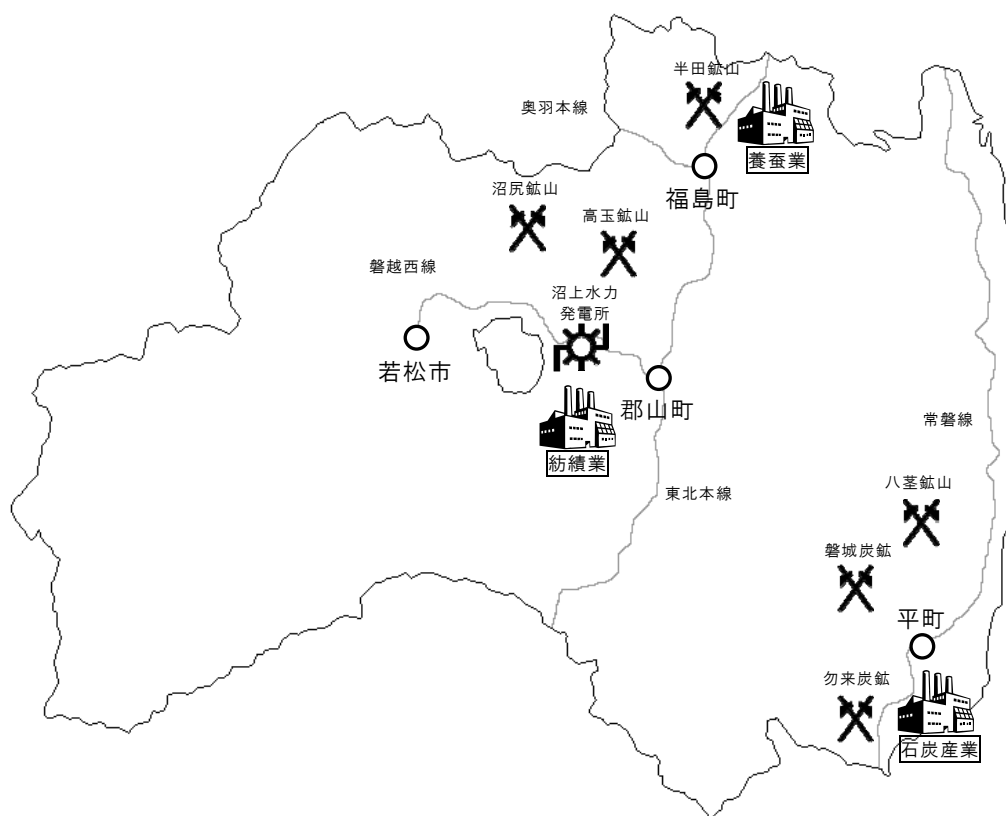 半田鉱山
奥羽本線
養蚕業
福島町
沼尻鉱山
高玉鉱山
磐越西線
沼上水力
発電所
若松市
郡山町
常磐線
紡績業
八茎鉱山
東北本線
磐城炭鉱
平町
勿来炭鉱
石炭産業